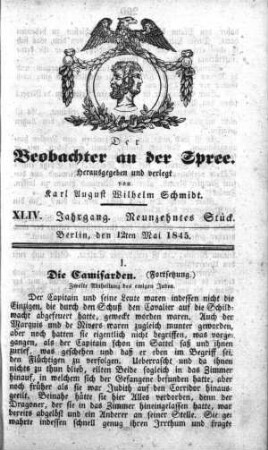 Der
Beobachter an der Spree.
Herausgegeben und verlegt
von
Karl August Wilhelm Schmidt.
XLIV. Jahrgang. Neunzehntes Stück.
Berlin, den 12ten Mai 1845.
I.
Die Camisarden. (Fortsetzung.)
Zweite Abtheilung des ewigen Juden.
Der Capitain und seine Leute waren indessen nicht die
Einzigen, die durch den Schuß den Cavalier auf die Schild-
wacht abgefeuert hatte, geweckt worden waren. Auch der
Marquis und de Niners waren zugleich munter geworden,
aber noch hatten sie eigentlich nicht begriffen, was vorge-
gangen, als der Capitain schon im Sattel saß und ihnen
zurief, was geschehen und daß er eben im Begriff sei,
den Flüchtigen zu verfolgen. Ueberrascht und da ihnen
nichts zu thun blieb, eilten Beide sogleich in das Zimmer
hinauf, in welchem sich der Gefangene befunden hatte, aber
noch früher als sie war Judith auf den Corridor hinaus-
geeilt. Beinahe hätte sie hier Alles verdorben, denn der
Dragoner, der sie in das Zimmer hineingelassen hatte, war
bereits abgelöst und ein Anderer an seiner Stelle. Sie ge-
wahrte indessen schnell genug ihren Irrthum und fragte